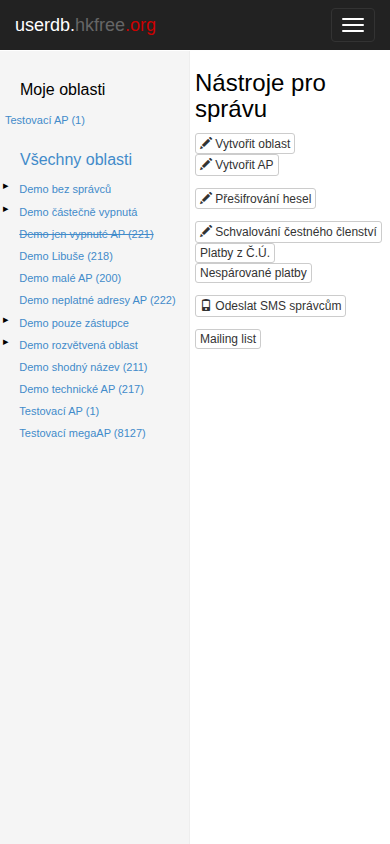 userdb.hkfree.org
Moje oblasti
Testovací AP (1)
Všechny oblasti
Demo bez správců
Demo částečně vypnutá
Demo jen vypnuté AP (221)
Demo Libuše (218)
Demo malé AP (200)
Demo neplatné adresy AP (222)
Demo pouze zástupce
Demo rozvětvená oblast
Demo shodný název (211)
Demo technické AP (217)
Testovací AP (1)
Testovací megaAP (8127)
Nástroje pro
správu
Vytvořit oblast
Vytvořit AP
Přešifrování hesel
Schvalování čestného členství
Platby z Č.Ú.
Nespárované platby
Odeslat SMS správcům
Mailing list